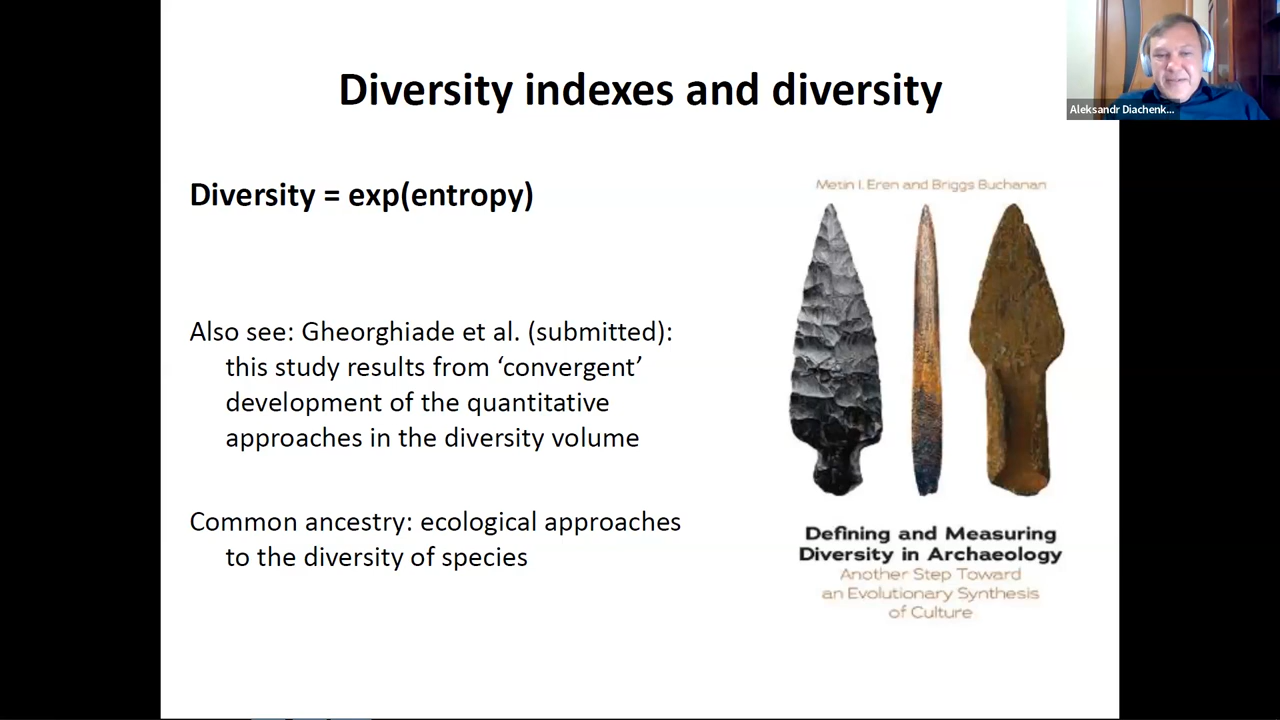 Diversity indexes and diversity
Aleksandr Diachenk...
Diversity = exp(entropy)
Also see: Gheorghiade et al. (submitted):
this study results from ‘convergent’
development of the quantitative
approaches in the diversity volume
Common ancestry: ecological approaches
to the diversity of species
Metin I. Eren and Briggs Buchanan
Defining and Measuring
Diversity in Archaeology
Another Step Toward
an Evolutionary Synthesis
of Culture